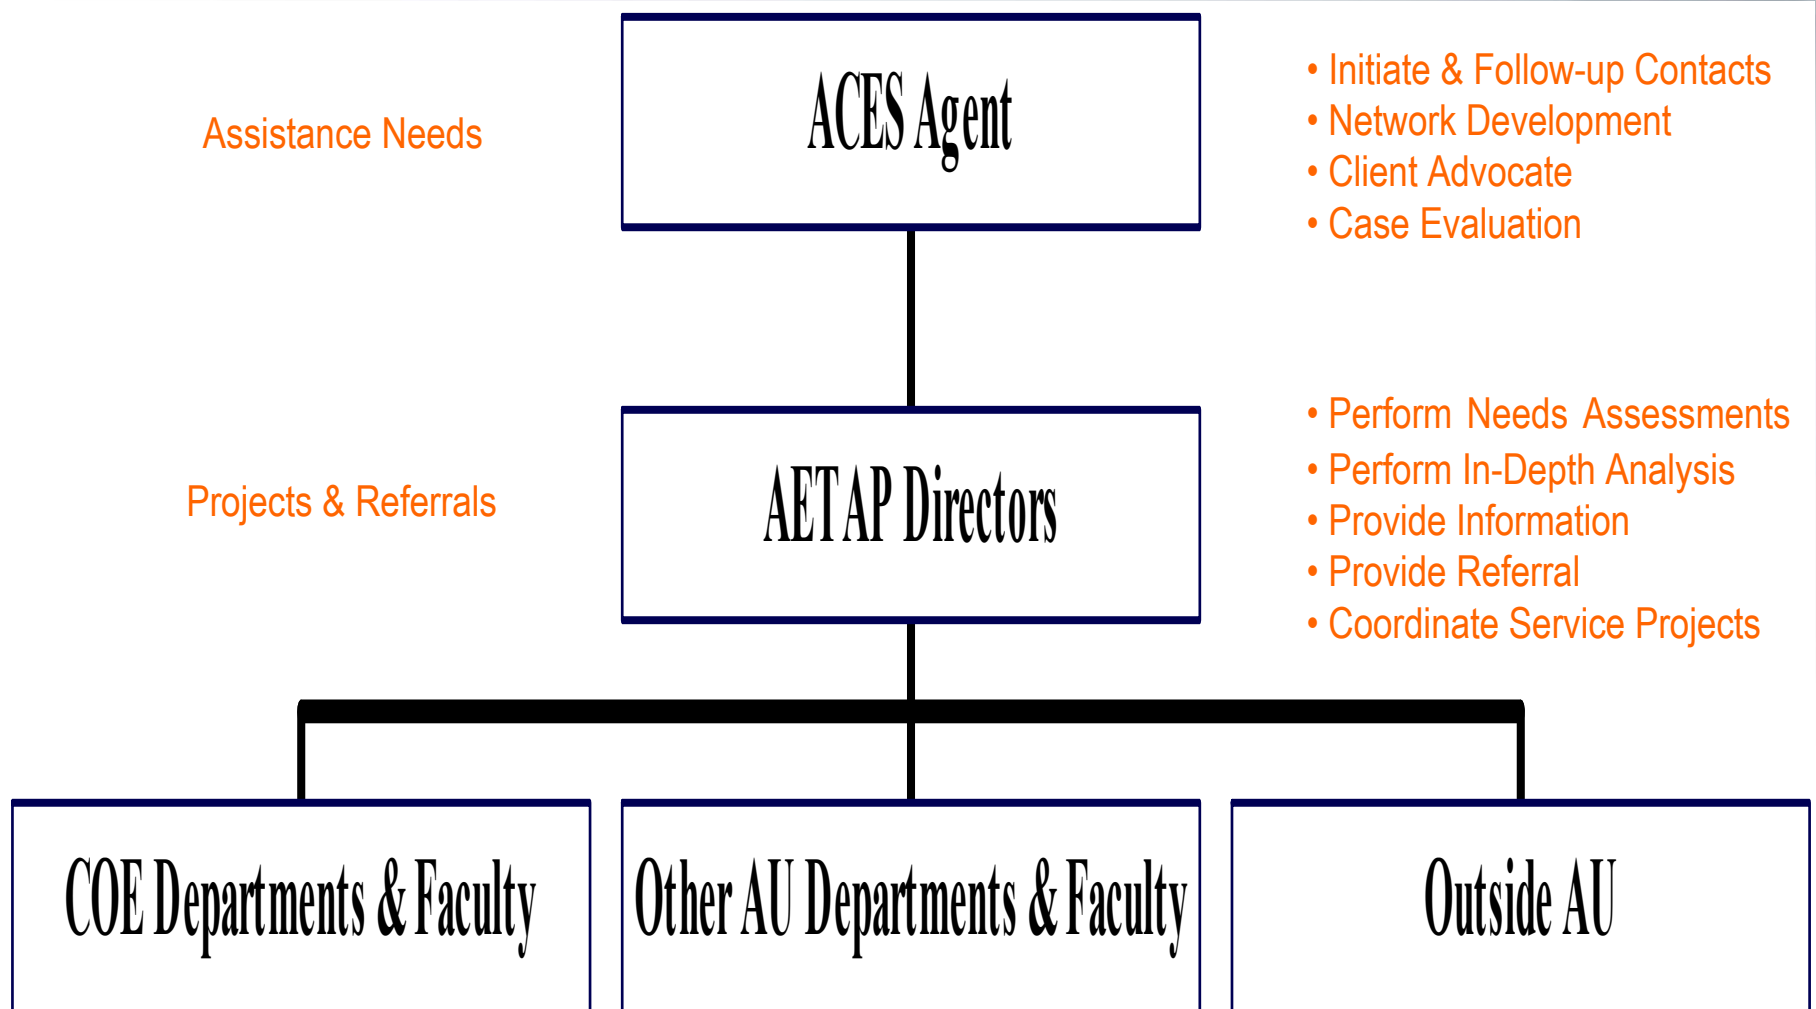 Assistance Needs
ACES Agent
• Initiate & Follow-up Contacts
• Network Development
• Client Advocate
• Case Evaluation
Projects & Referrals
AETAP Directors
• Perform Needs Assessments
• Perform In-Depth Analysis
• Provide Information
• Provide Referral
• Coordinate Service Projects
COE Departments & Faculty
Other AU Departments & Faculty
Outside AU